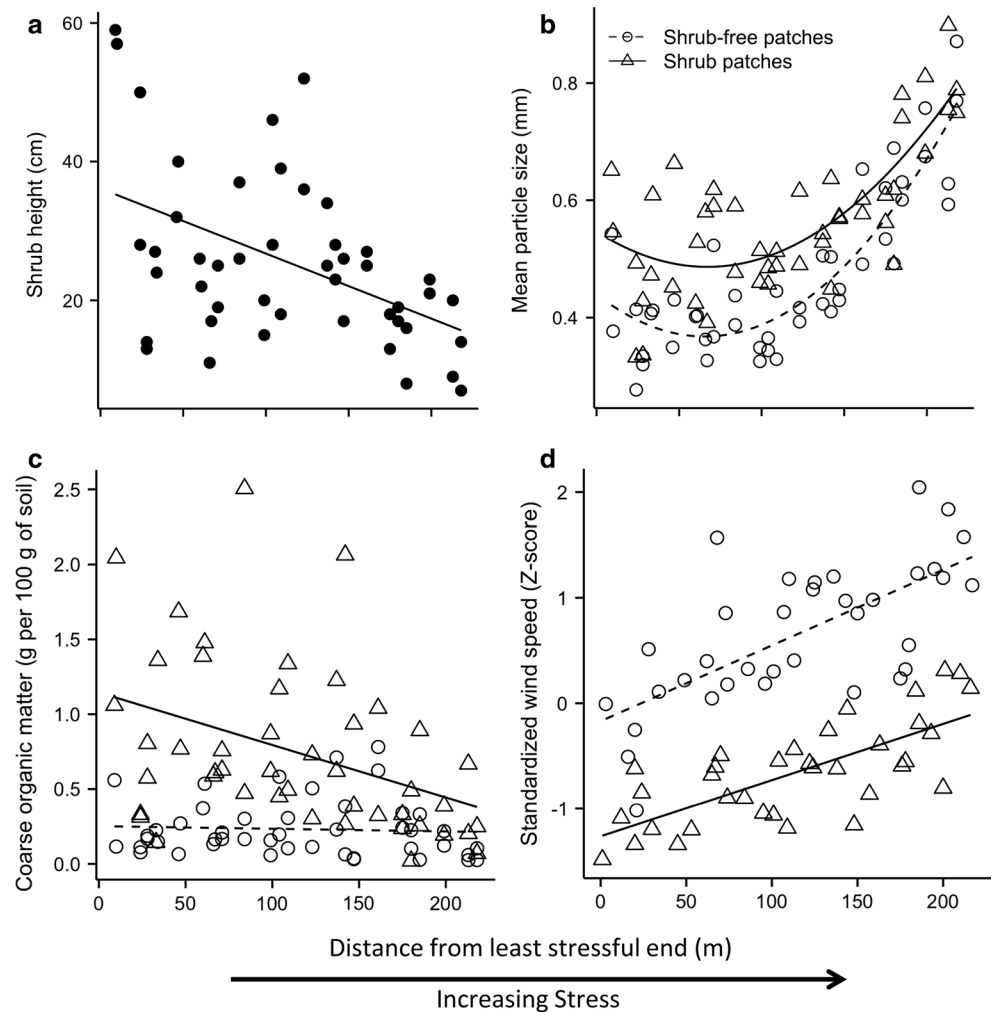 a
60
40
20
Shrub height (cm)
b
Shrub-free patches
Shrub patches
0.8
0.6
0.4
Mean particle size (mm)
c
2.5
2.0
1.5
1.0
0.5
0.0
Coarse organic matter (g per 100 g of soil)
0 50 100 150 200
d
2
1
0
-1
Standardized wind speed (Z-score)
0 50 100 150 200
Distance from least stressful end (m)
Increasing Stress